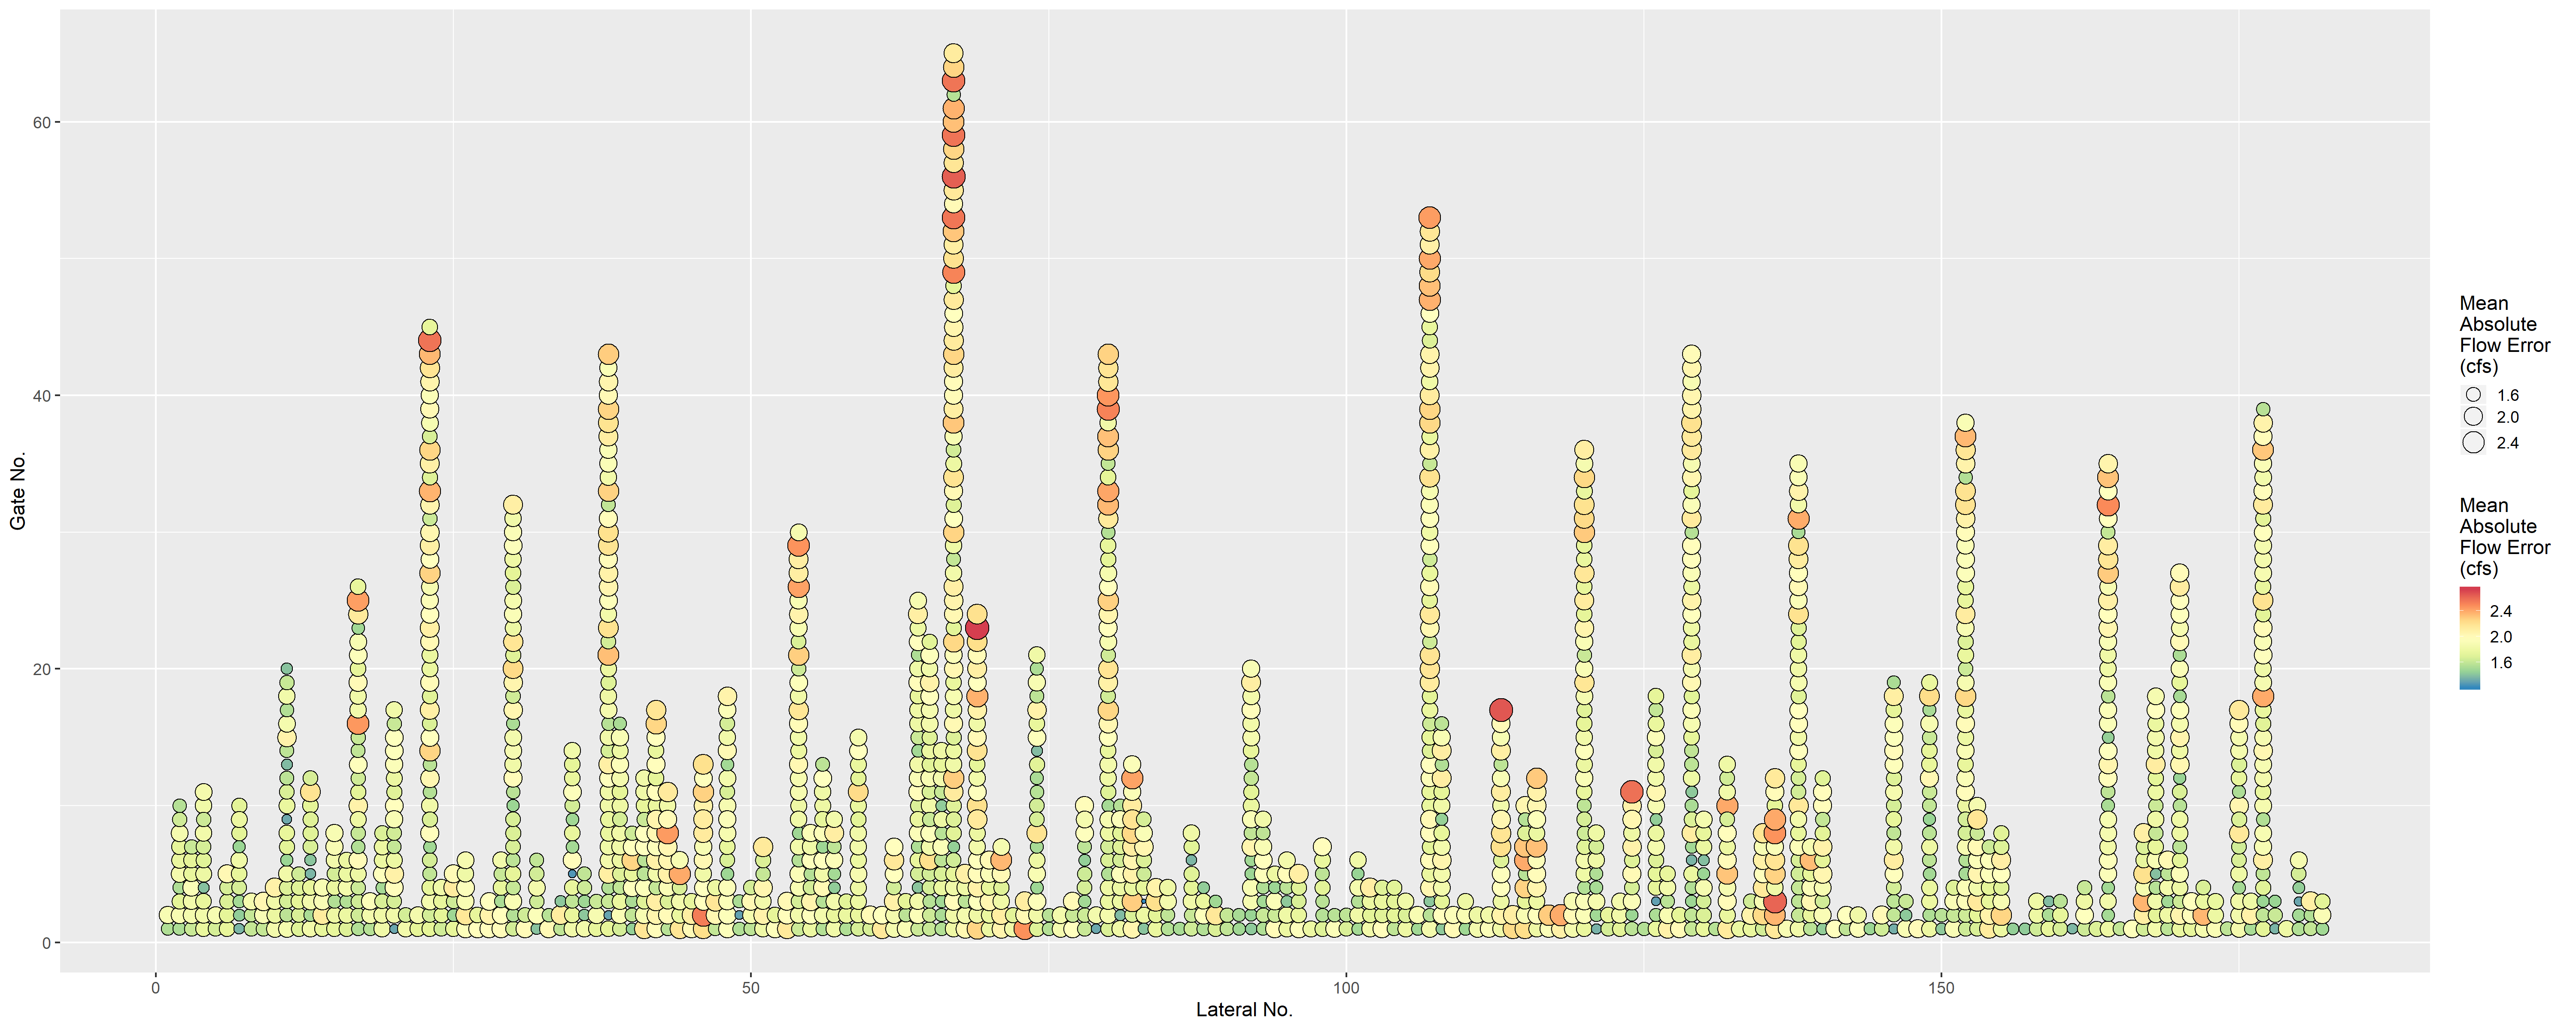 60
40
20
0
Gate No.
0
50
100
150
Lateral No.
Mean
Absolute
Flow Error
(cfs)
1.6
2.0
2.4
Mean
Absolute
Flow Error
(cfs)
2.4
2.0
1.6